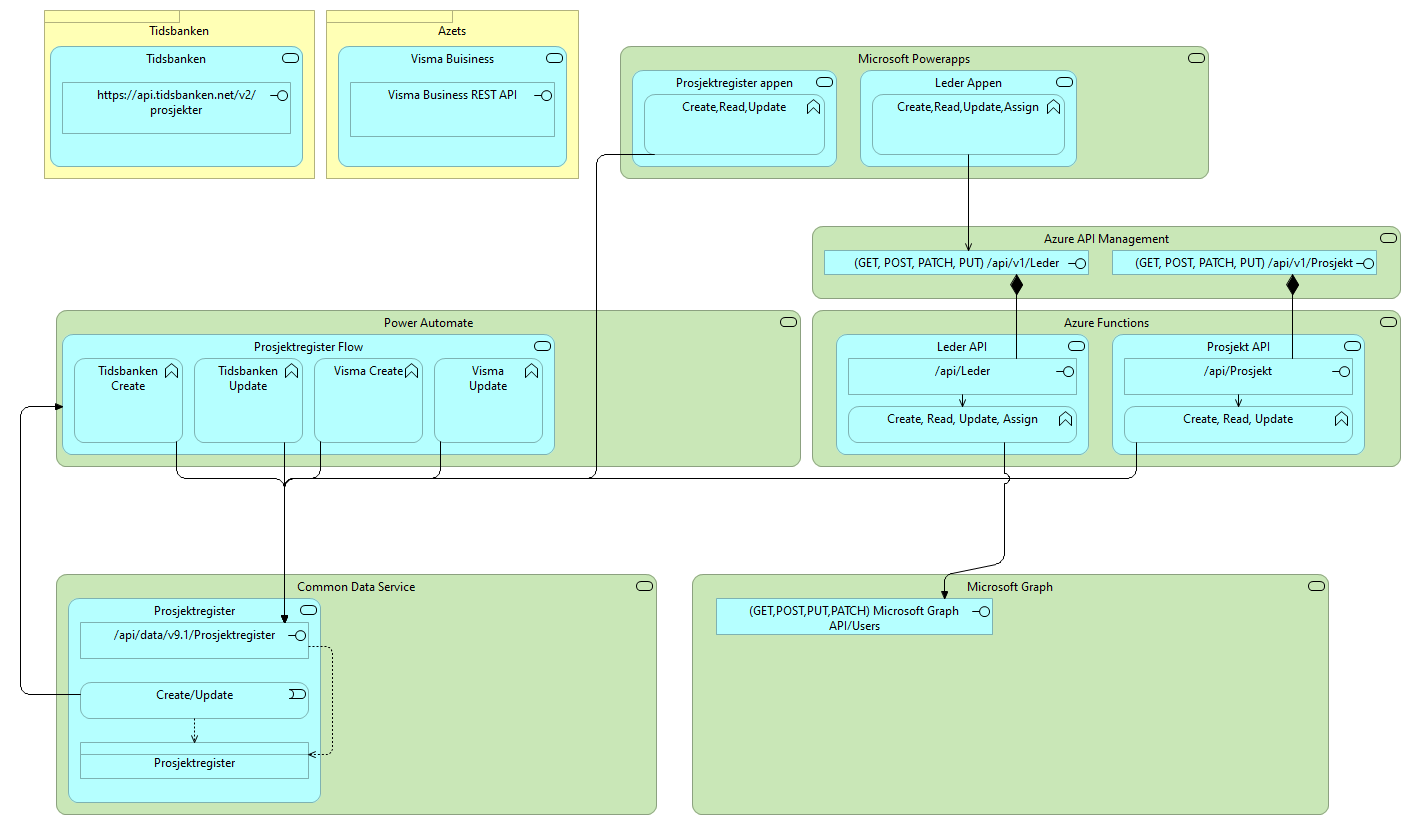 Tidsbanken
Tidsbanken
https://api.tidsbanken.net/v2/
prosjekter
Azets
Visma Buisiness
Visma Business REST API
Microsoft Powerapps
Prosjektregister appen
Create,Read,Update
Leder Appen
Create,Read,Update,Assign
Azure API Management
(GET, POST, PATCH, PUT) /api/v1/Leder
(GET, POST, PATCH, PUT) /api/v1/Prosjekt
Power Automate
Prosjektregister Flow
Tidsbanken
Create
Tidsbanken
Update
Visma Create
Visma
Update
Azure Functions
Leder API
/api/Leder
Create, Read, Update, Assign
Prosjekt API
/api/Prosjekt
Create, Read, Update
Common Data Service
Prosjektregister
/api/data/v9.1/Prosjektregister
Create/Update
Prosjektregister
Microsoft Graph
(GET,POST,PUT,PATCH) Microsoft Graph
API/Users